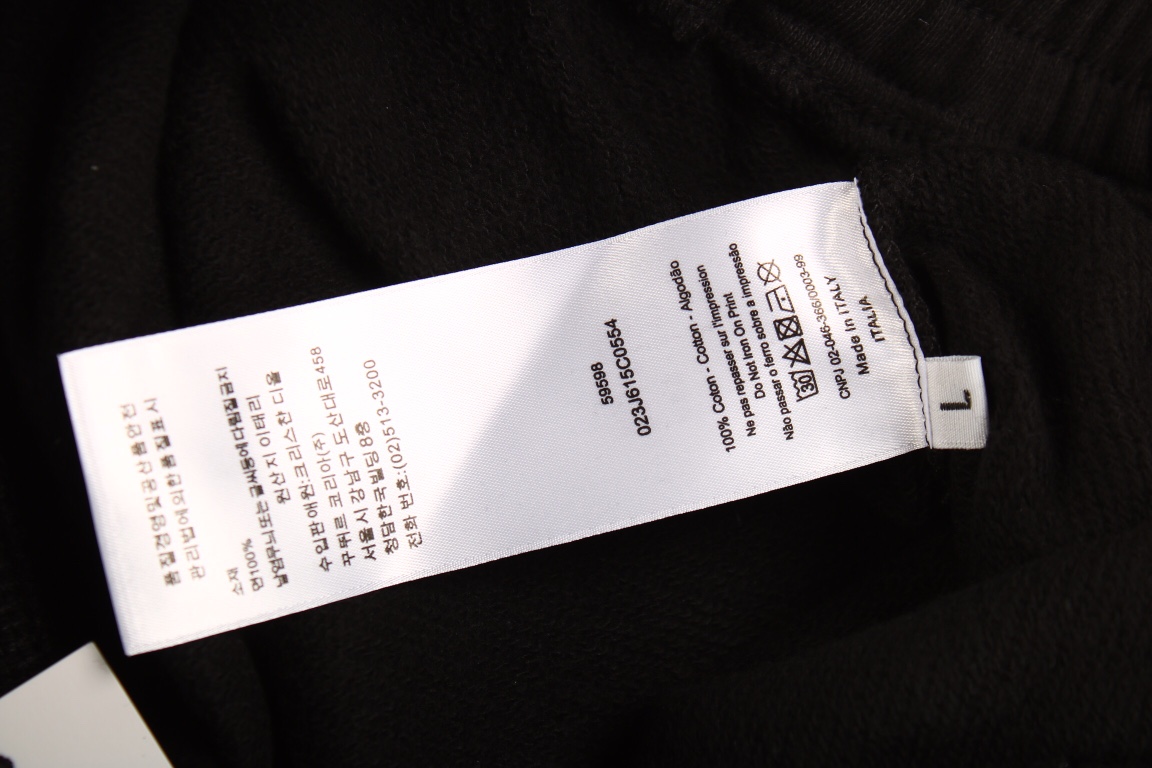 품질경영및공산품안전
관리법에의한품질표시
소재
면100%
날염무늬또는글씨등에다림질금지
원산지 이태리
수입판매원:크리스챤 디올
꾸뛰르 코리아(주)
서울시 강남구 도산대로458
청담한국빌딩8층
전화 번호:(02)513-3200
59598
023J615C0554
100% Coton - Cotton - Algodão
Ne pas repasser sur l'impression
Do Not Iron On Print
Não passar o ferro sobre a impressão
30
CNPJ 02-046-366/0003-99
Made In ITALY
ITALIA
L